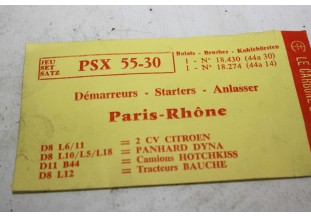 JEU
SET
SATZ
PSX 55-30
Balais - Brushes - Kohlebürsten
1 - N° 18.430 (44a 30)
1 - N° 18.274 (44a 14)
Démarreurs - Starters - Anlasser
Paris-Rhône
D8 L6/11 = 2 CV CITROEN
D8 L10/L5/L18 = PANHARD DYNA
D11 B44 = Camions HOTCHKISS
D8 L12 = Tracteurs BAUCHE
LE CARBONE